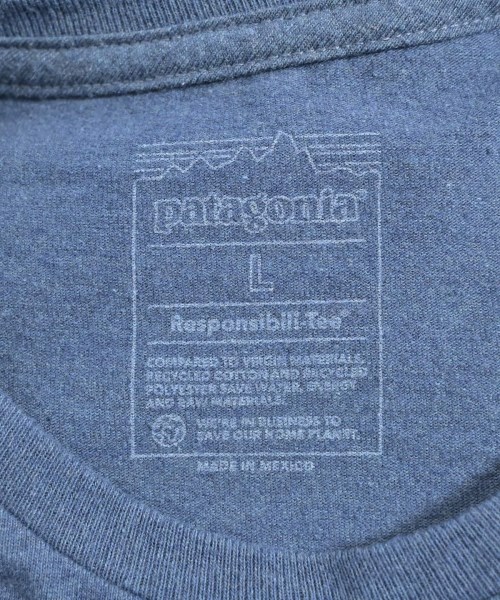 patagonia®
L
Responsibili-Tee®
COMPARED TO VIRGIN MATERIALS,
RECYCLED COTTON AND RECYCLED
POLYESTER SAVE WATER, ENERGY
AND RAW MATERIALS.
WE'RE IN BUSINESS TO
SAVE OUR HOME PLANET.
MADE IN MEXICO